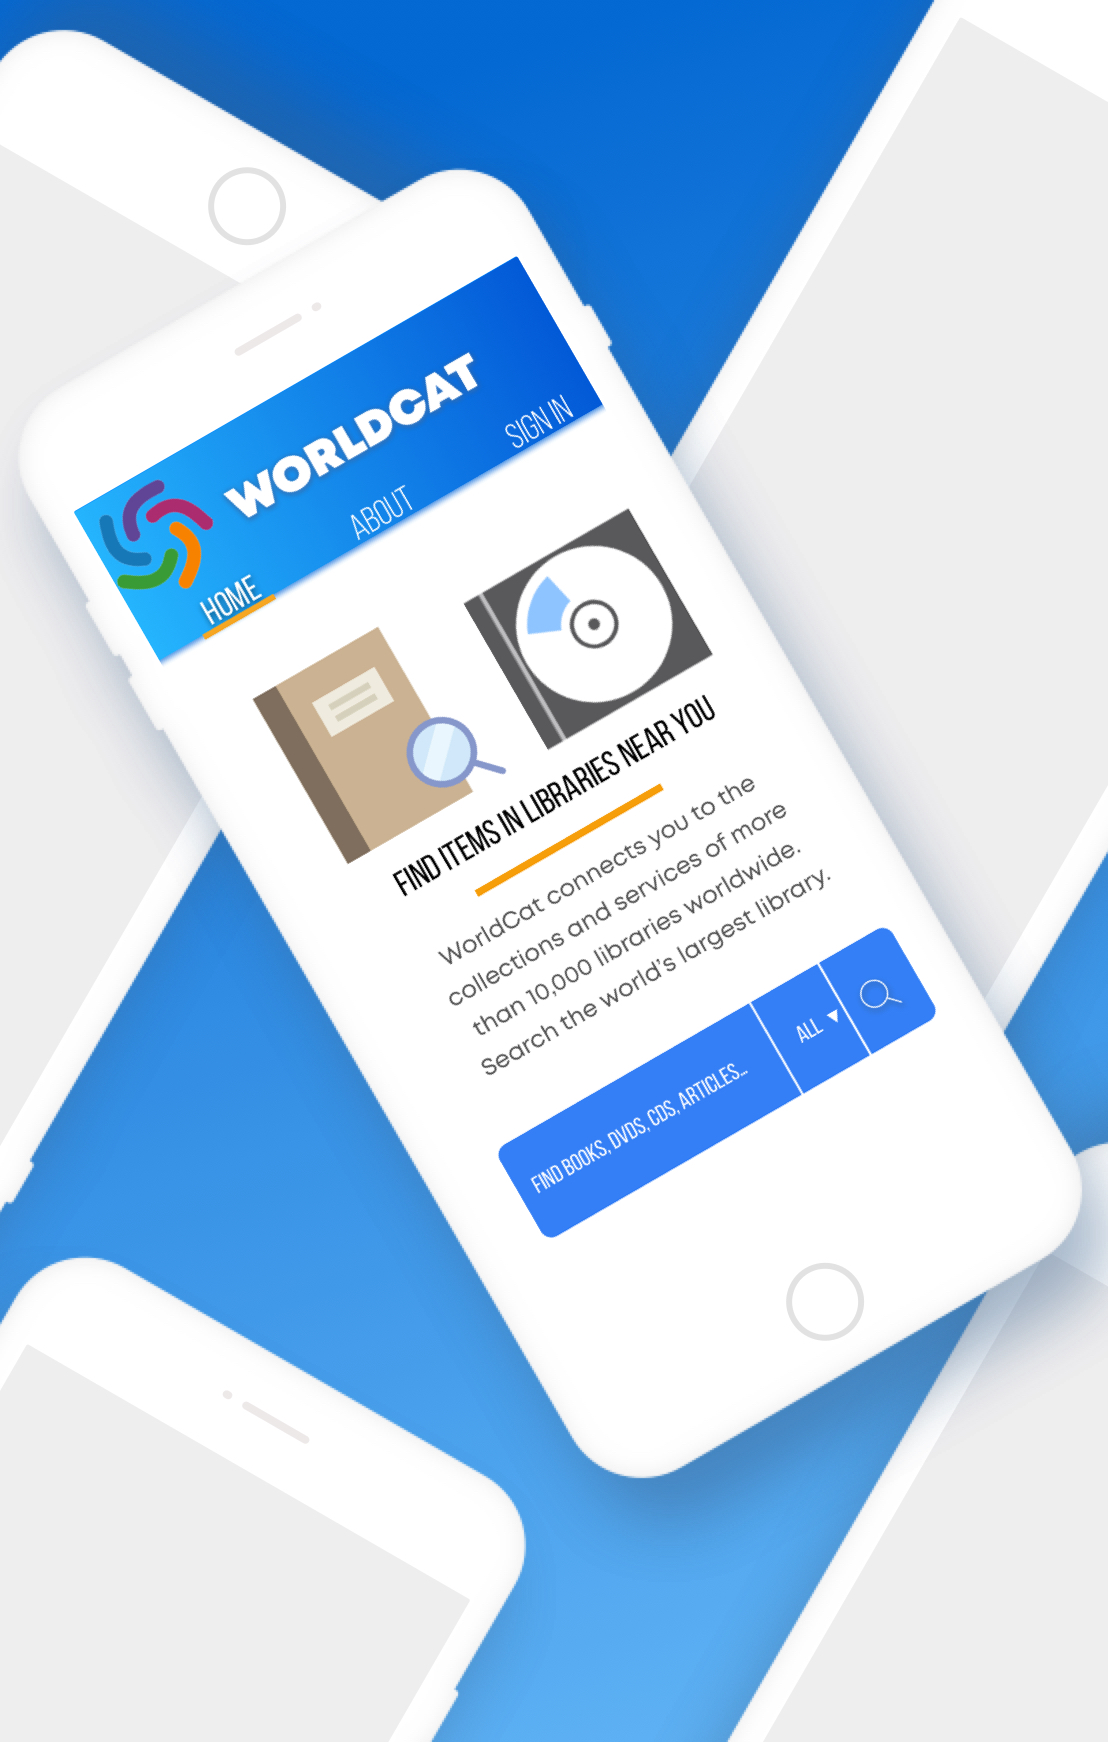 WORLDCAT
HOME
ABOUT
SIGN IN
FIND ITEMS IN LIBRARIES NEAR YOU
WorldCat connects you to the
collections and services of more
than 10,000 libraries worldwide.
Search the world's largest library.
FIND BOOKS, DVDS, CDS, ARTICLES...
ALL ▼